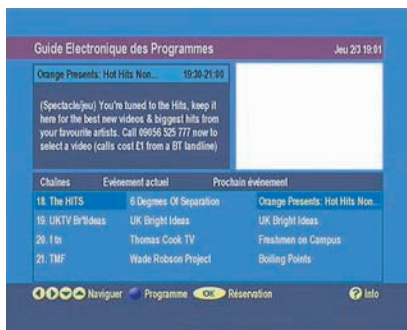 Guide Electronique des Programmes Jeu 2/3 19:01
Orange Presents: Hot Hits Non... 19:30-21:00
(Spectacle/jeu) You're tuned to the Hits, keep it
here for the best new videos & biggest hits from
your favourite artists. Call 09056 525 777 now to
select a video (calls cost £1 from a BT landline)
Chaînes Evénement actuel Prochain événement
18. The HITS 6 Degrees Of Separation Orange Presents: Hot Hits Non...
19. UKTV Br'tIdeas UK Bright Ideas UK Bright Ideas
20. f tn Thomas Cook TV Freshmen on Campus
21. TMF Wade Robson Project Boiling Points
Naviguer Programme OK Réservation Info